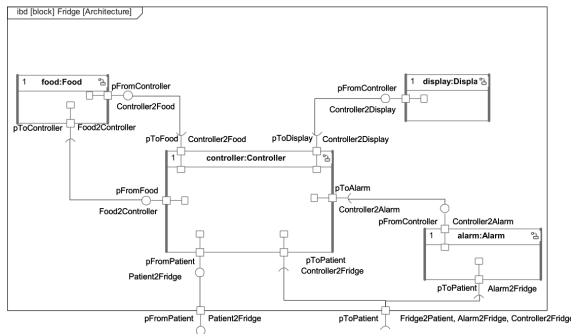 ibd [block] Fridge [Architecture]
1 food:Food
pFromController
Controller2Food
pToController Food2Controller
pFromController
Controller2Display
1 display:Displa
pToFood Controller2Food
pToDisplay Controller2Display
1 controller:Controller
pFromFood
Food2Controller
pToAlarm
Controller2Alarm
pFromController Controller2Alarm
1 alarm:Alarm
pFromPatient
Patient2Fridge
pToPatient
Controller2Fridge
pToPatient Alarm2Fridge
pFromPatient Patient2Fridge
pToPatient Fridge2Patient, Alarm2Fridge, Controller2Fridge